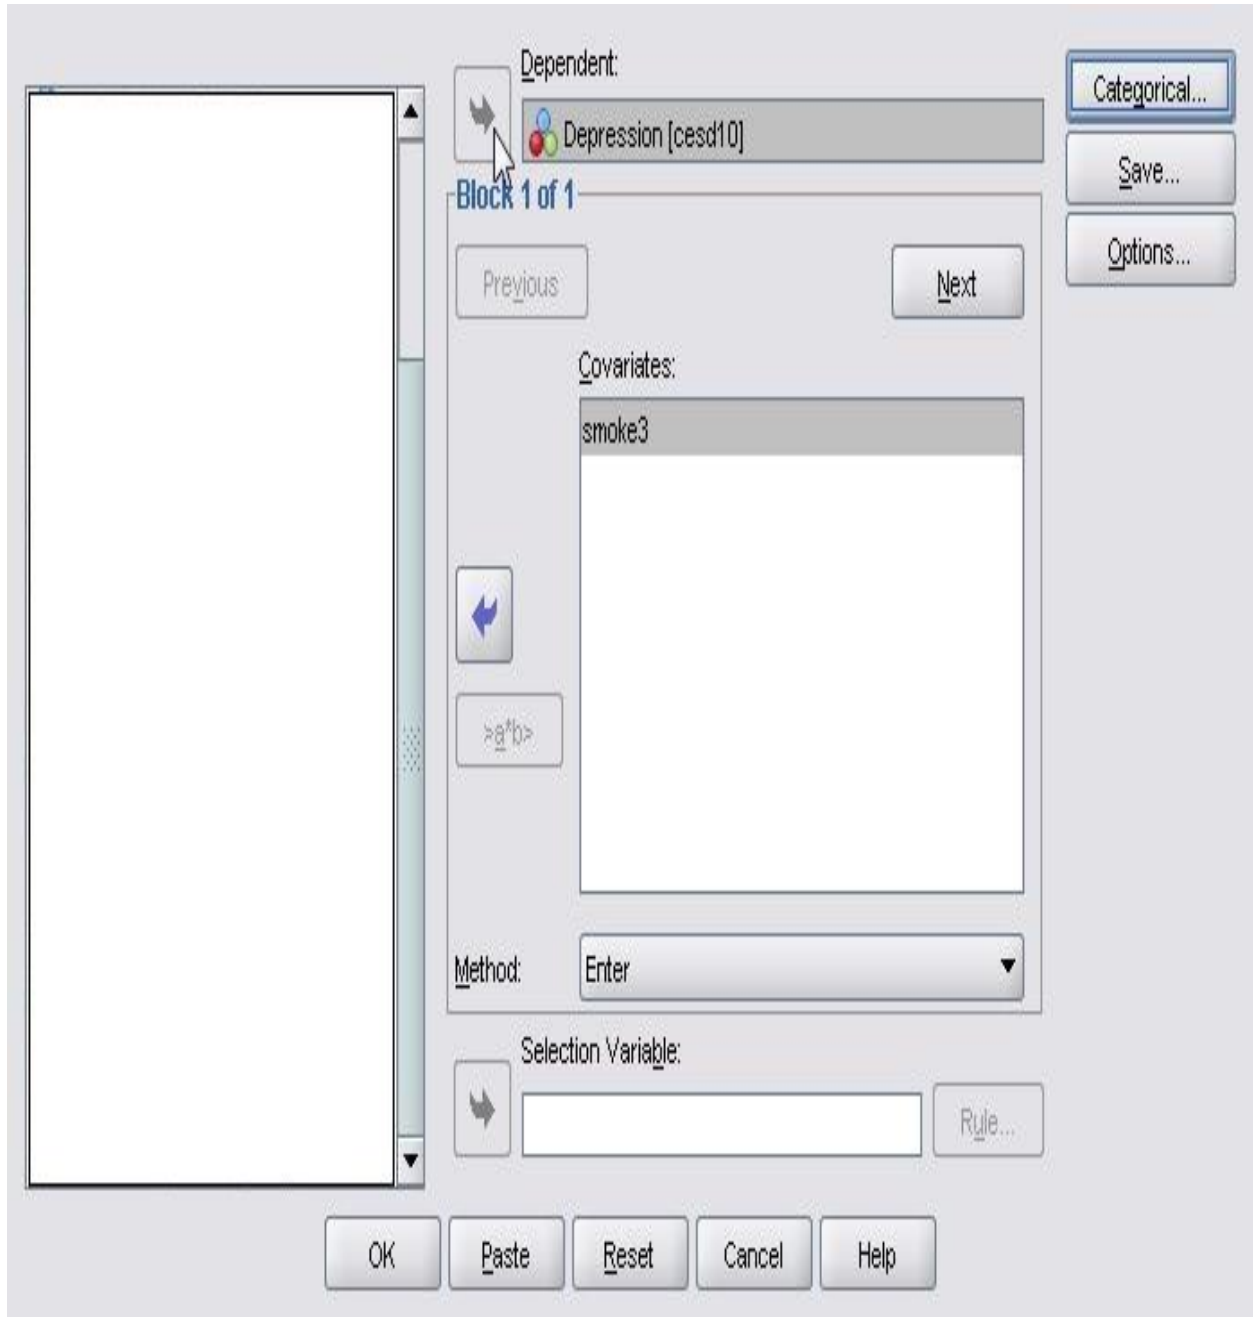 Dependent:
Depression [cesd10]
Block 1 of 1
Previous
Next
Covariates:
smoke3
>a*b>
Method:
Enter
Selection Variable:
Rule...
Categorical...
Save...
Options...
OK
Paste
Reset
Cancel
Help